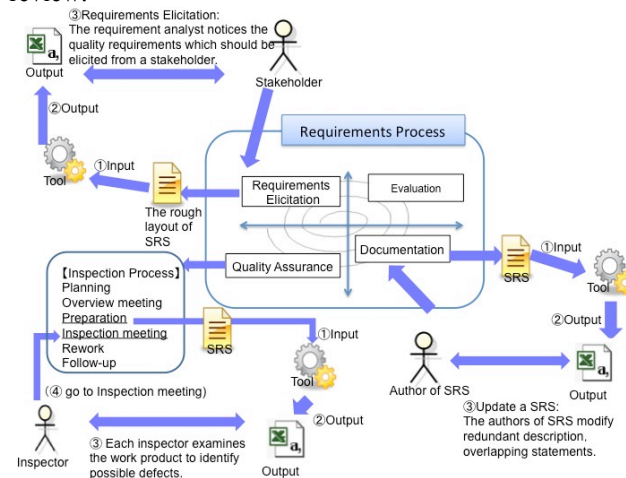 ③Requirements Elicitation:
The requirement analyst notices the
quality requirements which should be
elicited from a stakeholder.
a,
Output
Stakeholder
②Output
Requirements Process
①Input
Tool
Requirements
Elicitation
Evaluation
The rough
layout of
SRS
Documentation
①Input
Quality Assurance
SRS
Tool
【Inspection Process】
Planning
Overview meeting
Preparation
Inspection meeting
Rework
Follow-up
SRS
①Input
②Output
Tool
a,
(④ go to Inspection meeting)
Author of SRS
Output
②Output
③Update a SRS:
The authors of SRS modify
redundant description,
overlapping statements.
a,
Inspector
③ Each inspector examines
the work product to identify
possible defects.
Output